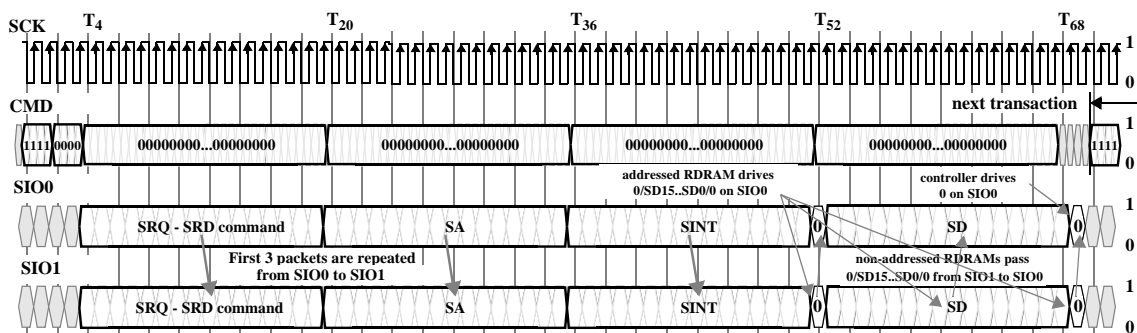 T4 T20 T36 T52 T68
SCK
1
0
CMD
next transaction
1
1111 0000 00000000...00000000 00000000...00000000 00000000...00000000 00000000...00000000 1111
0
addressed RDRAM drives
0/SD15..SD0/0 on SIO0
controller drives
0 on SIO0
SIO0
1
SRQ - SRD command SA SINT 0 SD 0
0
First 3 packets are repeated
from SIO0 to SIO1
non-addressed RDRAMs pass
0/SD15..SD0/0 from SIO1 to SIO0
SIO1
1
SRQ - SRD command SA SINT 0 SD 0
0